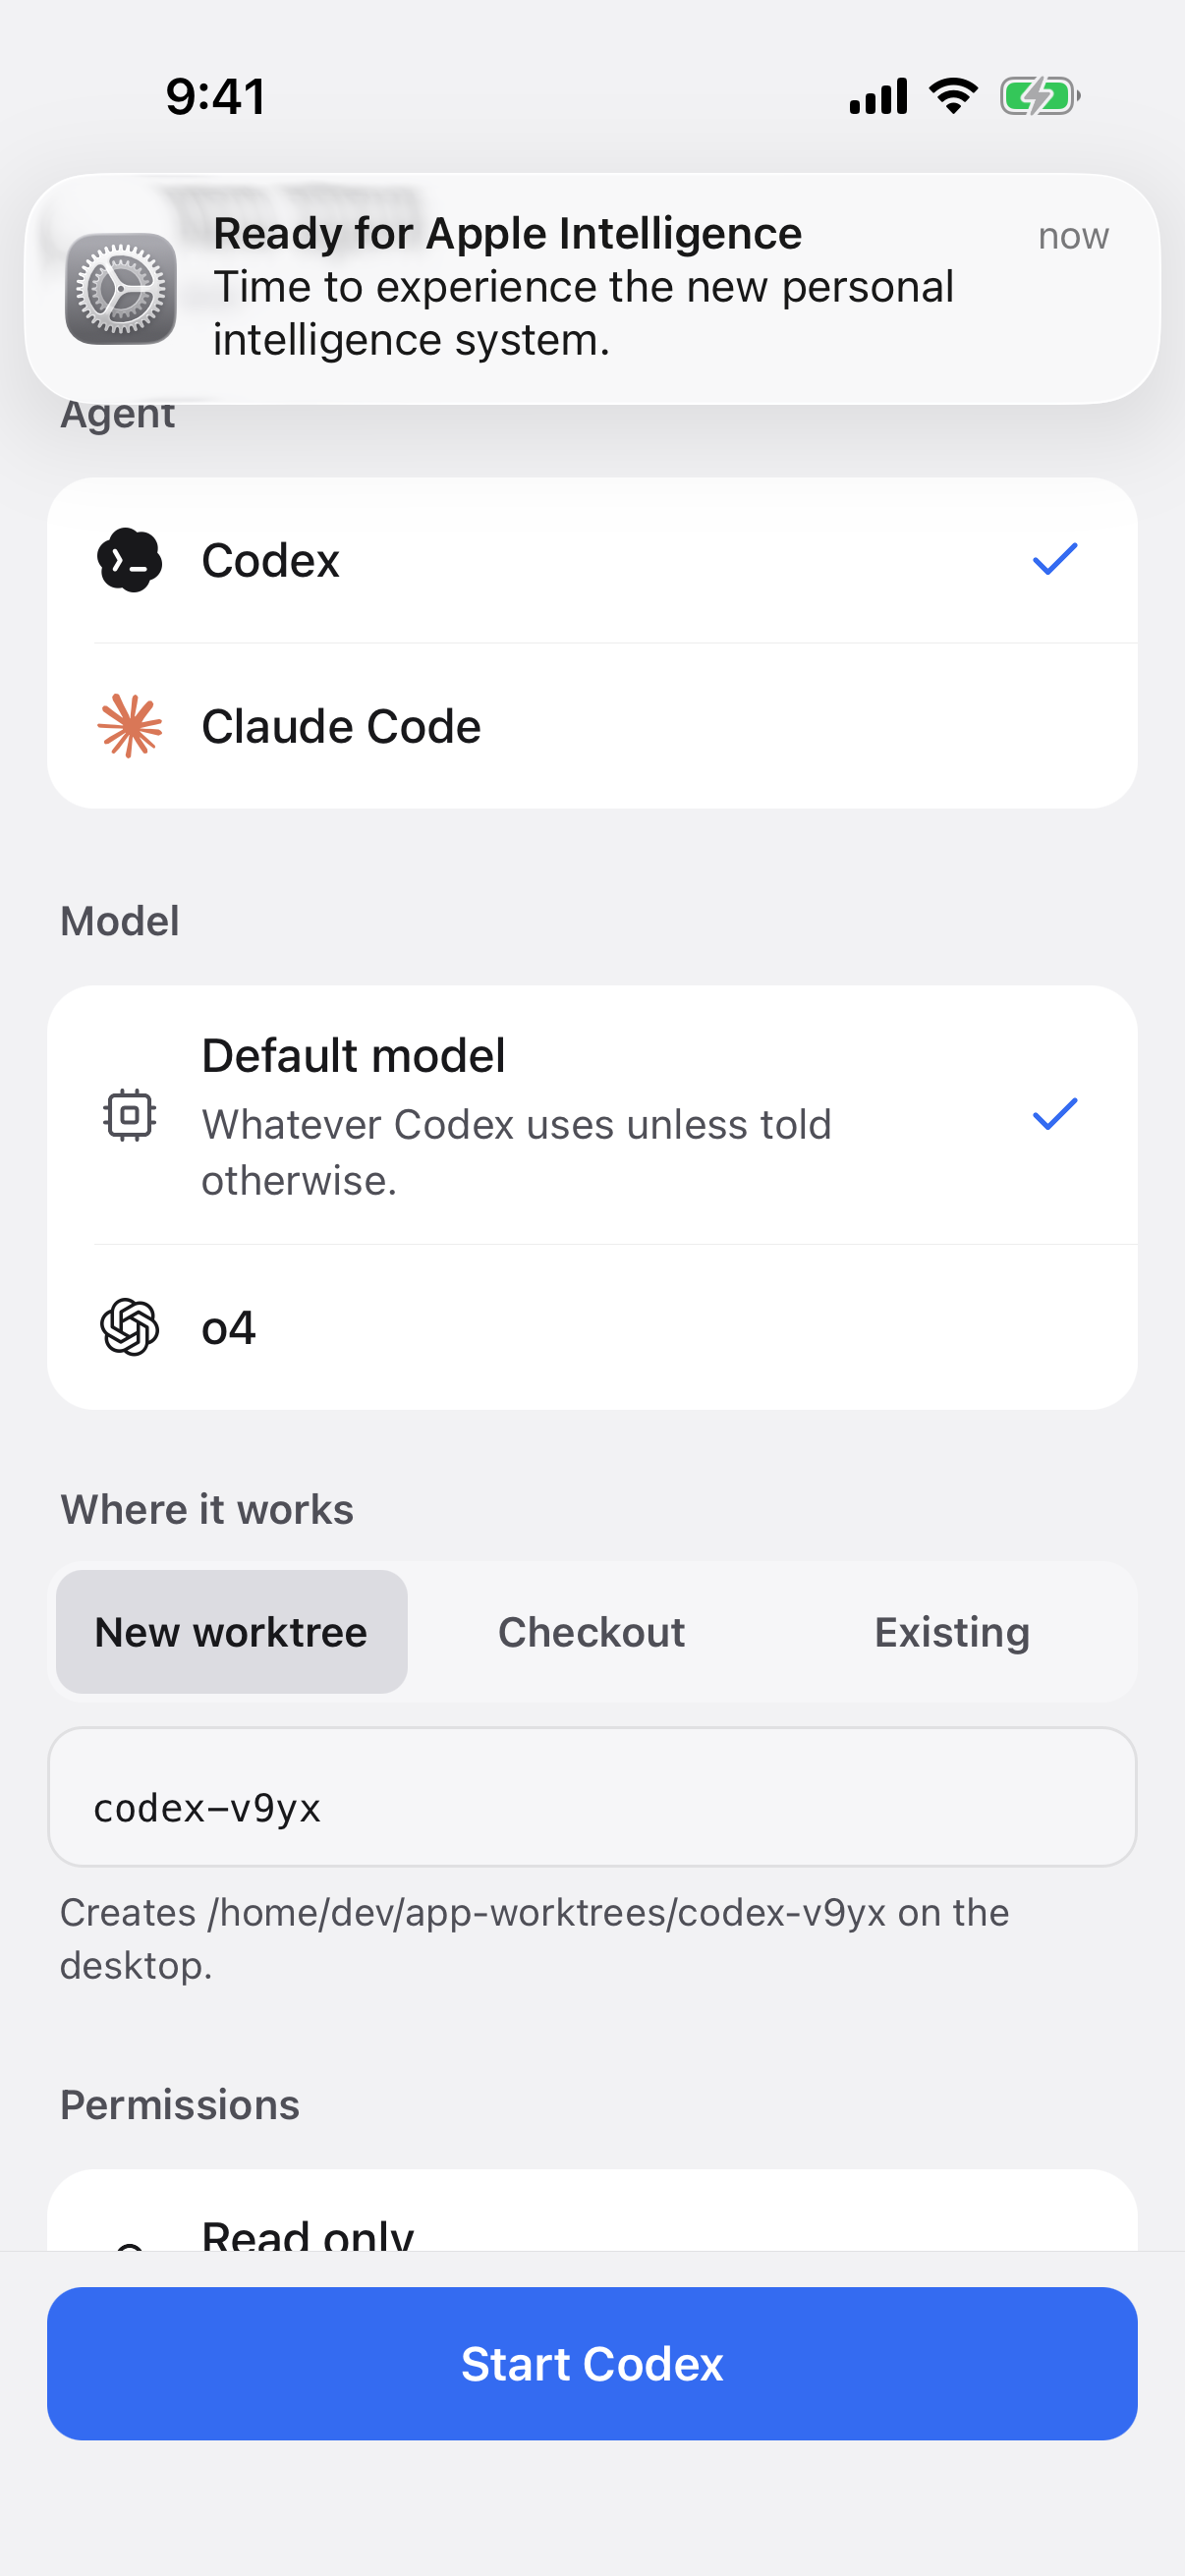 9:41
Ready for Apple Intelligence
now
Time to experience the new personal
intelligence system.
Agent
Codex
Claude Code
Model
Default model
Whatever Codex uses unless told
otherwise.
o4
Where it works
New worktree
Checkout
Existing
codex-v9yx
Creates /home/dev/app-worktrees/codex-v9yx on the
desktop.
Permissions
Read only
Start Codex